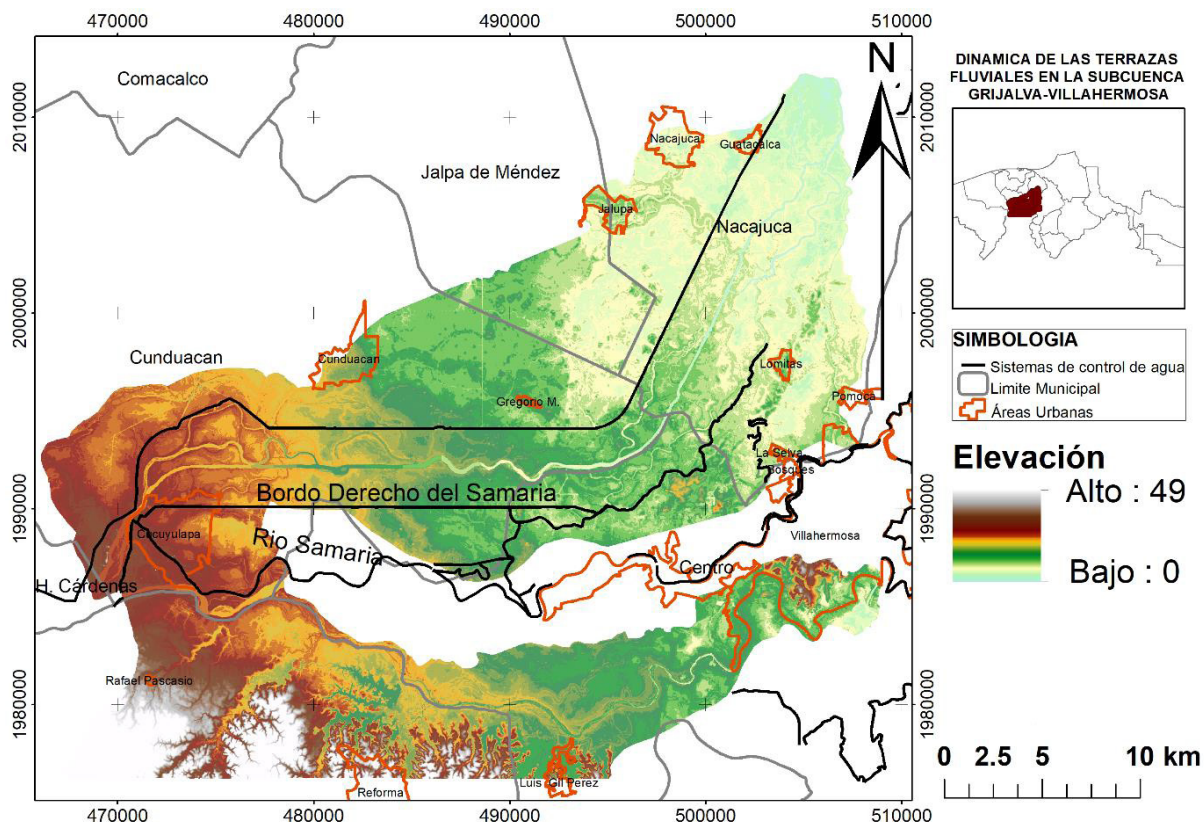 470000
480000
490000
500000
510000
2010000
2000000
1990000
1980000
Comacalco
Jalpa de Méndez
Nacajuca
Guatacalca
N
Jalupa
Nacajuca
Cunduacan
Cunduacan
Gregorio M.
Lomitas
Pomoca
La Selva
Bosques
Bordo Derecho del Samaria
Cucuyulapa
Rio Samaria
Villahermosa
Centro
H. Cárdenas
Rafael Pascasio
Reforma
Luis Gil Perez
2010000
2000000
1990000
1980000
470000
480000
490000
500000
510000
DINAMICA DE LAS TERRAZAS
FLUVIALES EN LA SUBCUENCA
GRIJALVA-VILLAHERMOSA
SIMBOLOGIA
Sistemas de control de agua
Limite Municipal
Áreas Urbanas
Elevación
Alto : 49
Bajo : 0
0 2.5 5 10 km